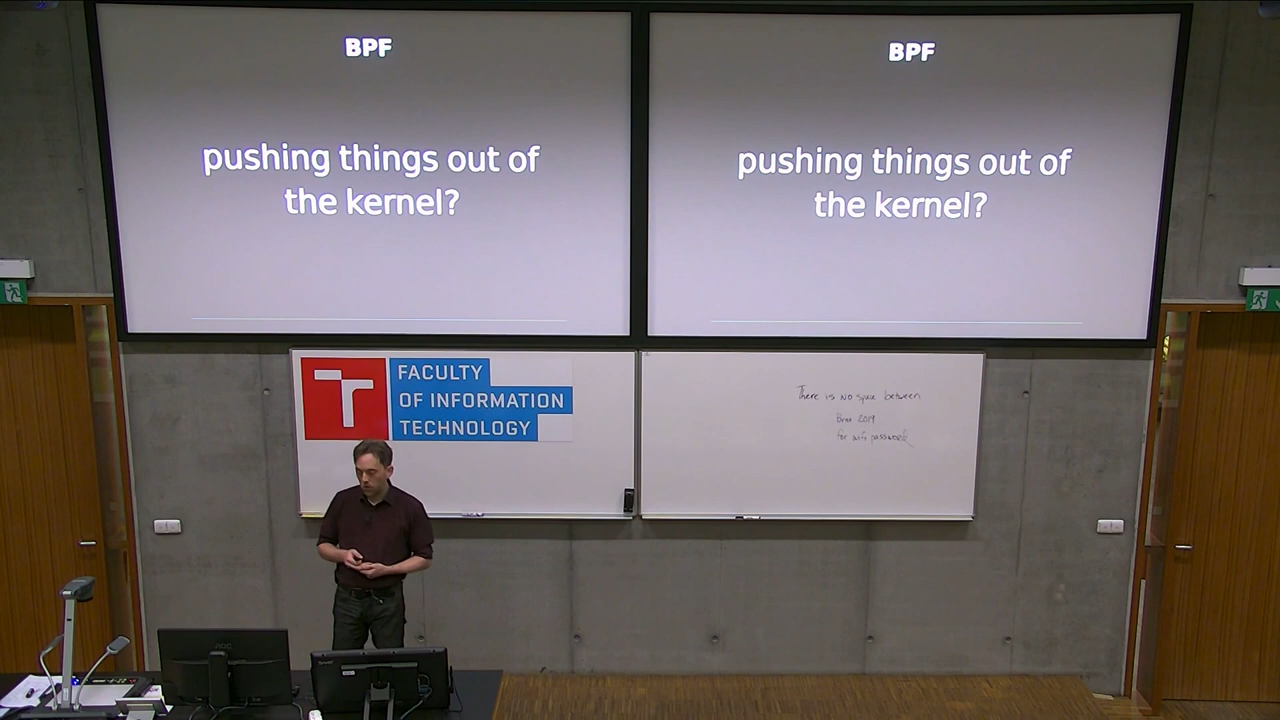 BPF
pushing things out of
the kernel?
BPF
pushing things out of
the kernel?
FACULTY
OF INFORMATION
TECHNOLOGY
There is NO space between
Brno 2019
for wifi password
AOC